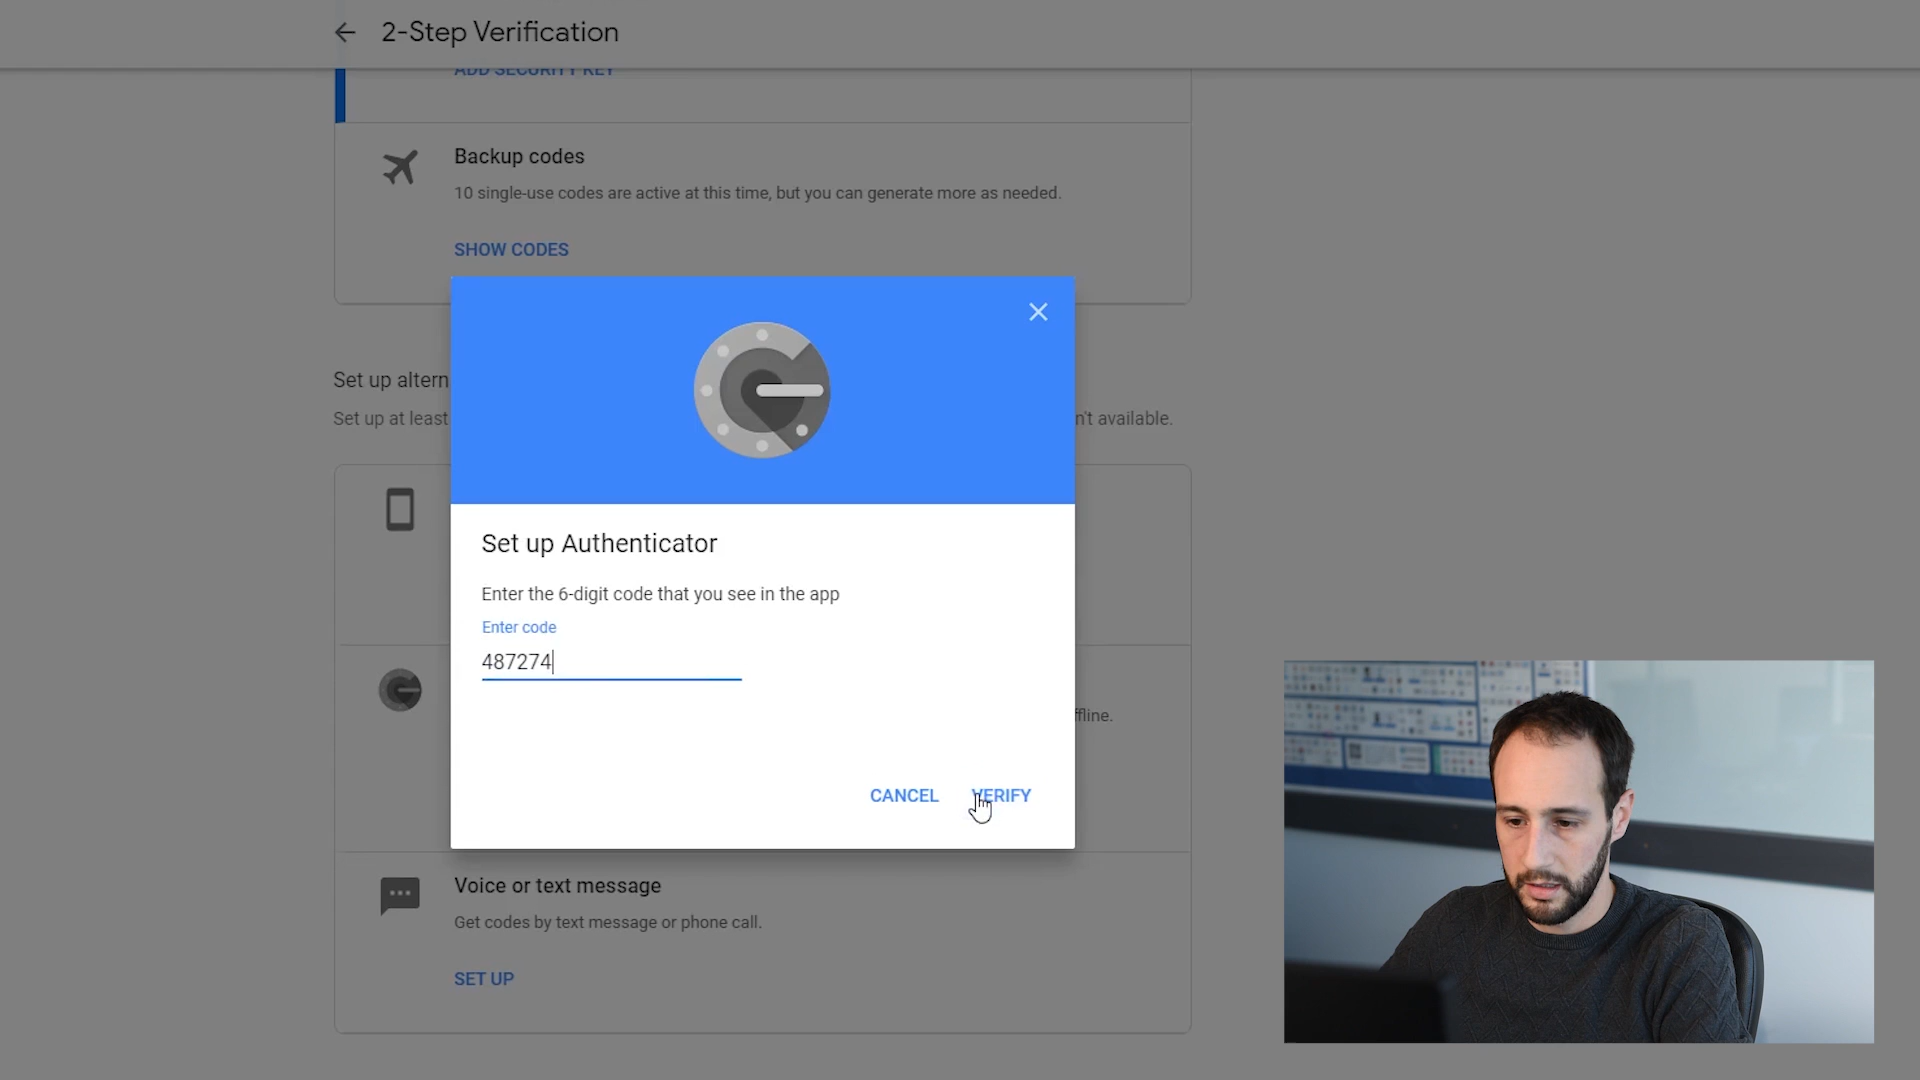 2-Step Verification
ADD SECURITY KEY
Backup codes
10 single-use codes are active at this time, but you can generate more as needed.
SHOW CODES
Set up altern
Set up at least
n't available.
Set up Authenticator
Enter the 6-digit code that you see in the app
Enter code
487274
ffline.
CANCEL
VERIFY
Voice or text message
Get codes by text message or phone call.
SET UP